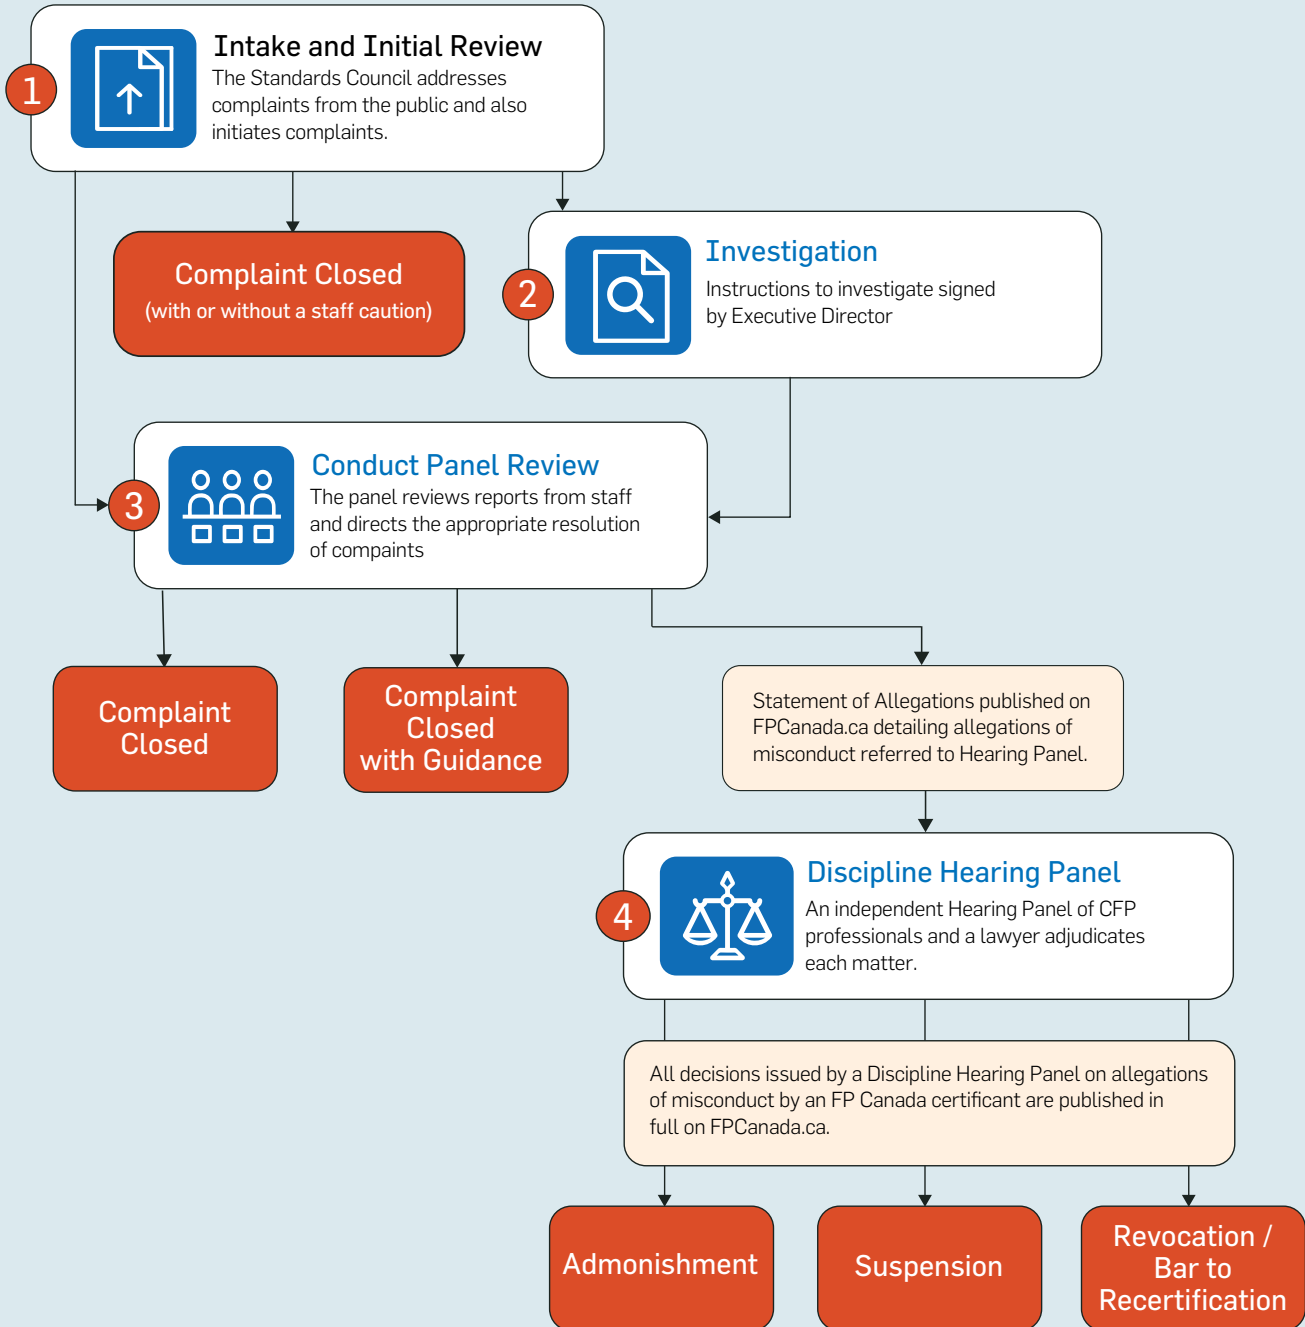 1
Intake and Initial Review
The Standards Council addresses
complaints from the public and also
initiates complaints.
Complaint Closed
(with or without a staff caution)
2
Investigation
Instructions to investigate signed
by Executive Director
3
Conduct Panel Review
The panel reviews reports from staff
and directs the appropriate resolution
of compaints
Complaint
Closed
Complaint
Closed
with Guidance
Statement of Allegations published on
FPCanada.ca detailing allegations of
misconduct referred to Hearing Panel.
4
Discipline Hearing Panel
An independent Hearing Panel of CFP
professionals and a lawyer adjudicates
each matter.
All decisions issued by a Discipline Hearing Panel on allegations
of misconduct by an FP Canada certificant are published in
full on FPCanada.ca.
Admonishment
Suspension
Revocation /
Bar to
Recertification